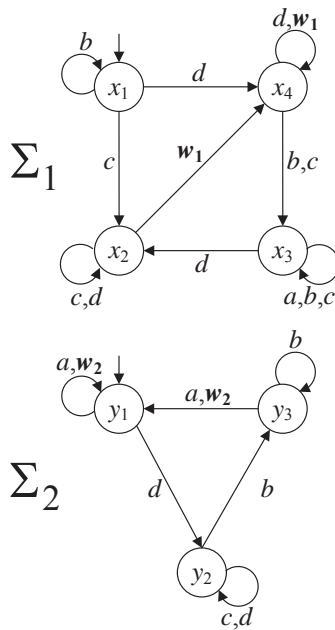 b
d,w₁
x₁
d
x₄
Σ₁
c
w₁
b,c
x₂
d
x₃
c,d
a,b,c
b
a,w₂
a,w₂
y₁
y₃
Σ₂
d
b
y₂
c,d